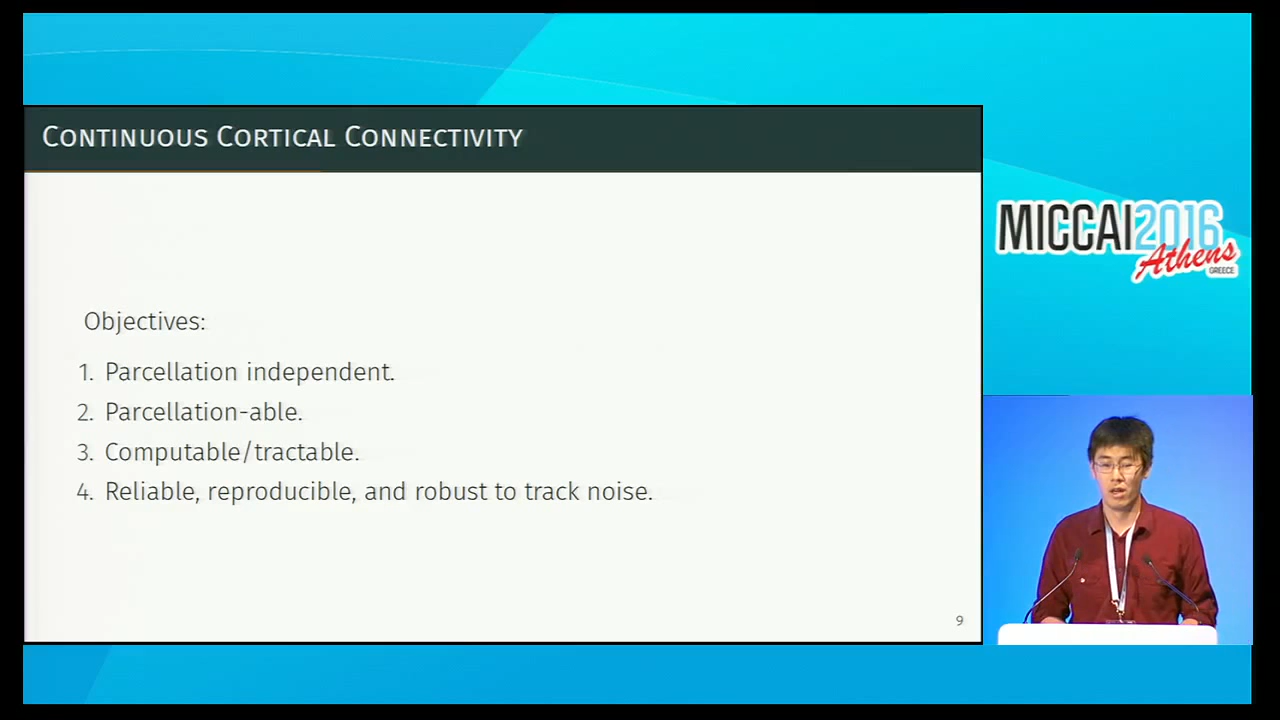 CONTINUOUS CORTICAL CONNECTIVITY
Objectives:
1. Parcellation independent.
2. Parcellation-able.
3. Computable/tractable.
4. Reliable, reproducible, and robust to track noise.
9
MICCAI2016
Athens
GREECE